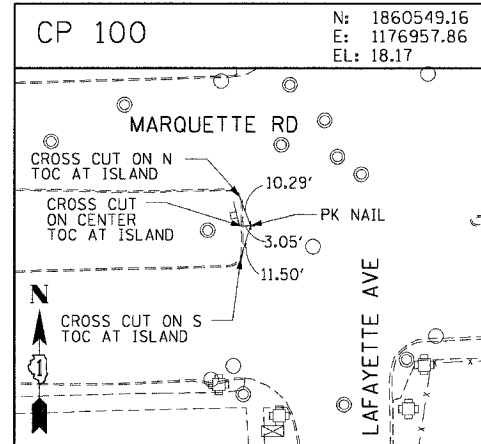 CP 100
N: 1860549.16
E: 1176957.86
EL: 18.17
MARQUETTE RD
CROSS CUT ON N
TOC AT ISLAND
10.29'
CROSS CUT
ON CENTER
TOC AT ISLAND
PK NAIL
3.05'
11.50'
N
1
CROSS CUT ON S
TOC AT ISLAND
LAFAYETTE AVE